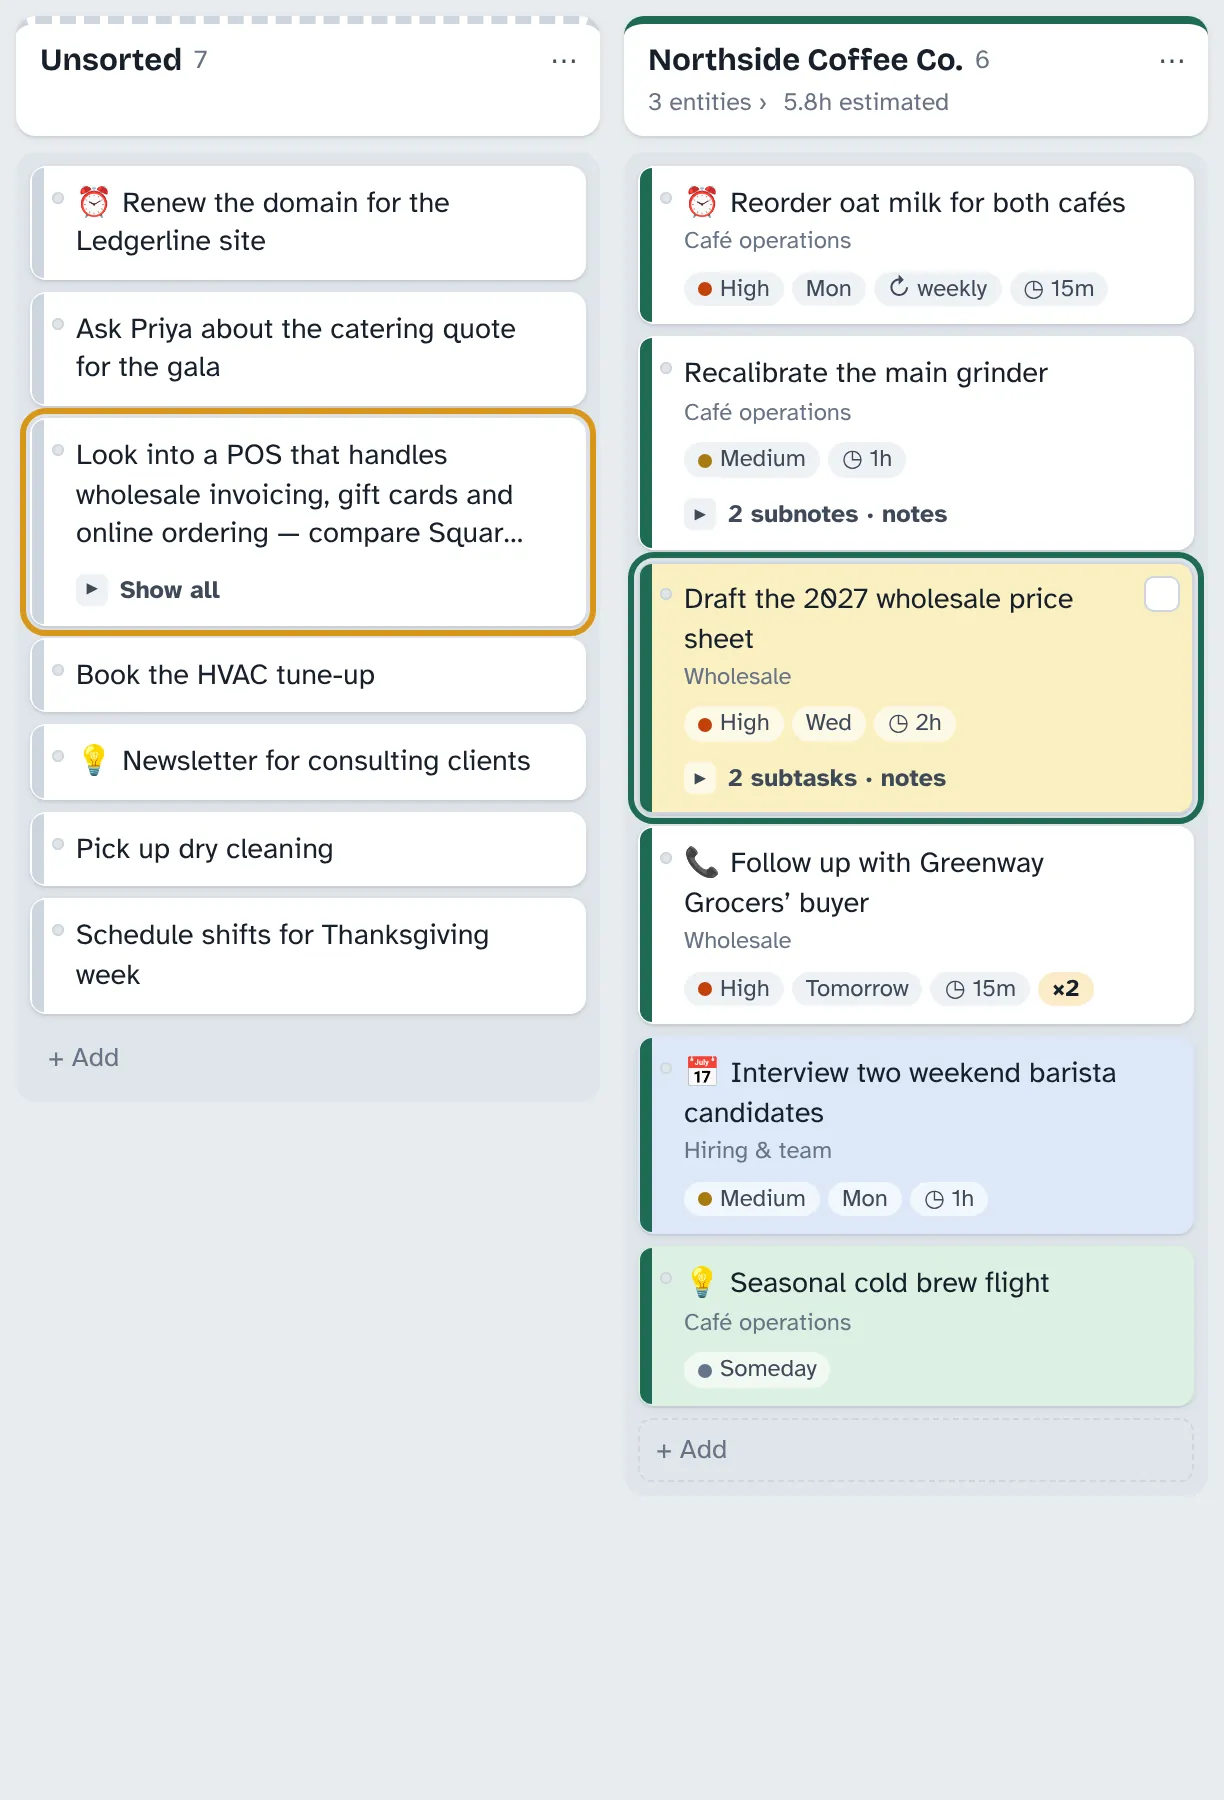 Unsorted 7 ...
⏰ Renew the domain for the
Ledgerline site
Ask Priya about the catering quote
for the gala
Look into a POS that handles
wholesale invoicing, gift cards and
online ordering — compare Squar...
▶ Show all
Book the HVAC tune-up
💡 Newsletter for consulting clients
Pick up dry cleaning
Schedule shifts for Thanksgiving
week
+ Add
Northside Coffee Co. 6 ...
3 entities › 5.8h estimated
⏰ Reorder oat milk for both cafés
Café operations
High Mon weekly 15m
Recalibrate the main grinder
Café operations
Medium 1h
▶ 2 subnotes · notes
Draft the 2027 wholesale price
sheet
Wholesale
High Wed 2h
▶ 2 subtasks · notes
📞 Follow up with Greenway
Grocers’ buyer
Wholesale
High Tomorrow 15m ×2
📅 Interview two weekend barista
candidates
Hiring & team
Medium Mon 1h
💡 Seasonal cold brew flight
Café operations
Someday
+ Add